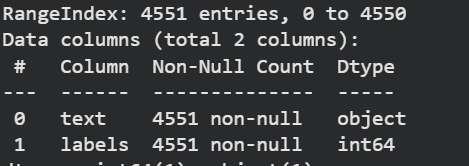 RangeIndex: 4551 entries, 0 to 4550
Data columns (total 2 columns):
 #   Column  Non-Null Count  Dtype
---  ------  --------------  -----
 0   text    4551 non-null   object
 1   labels  4551 non-null   int64